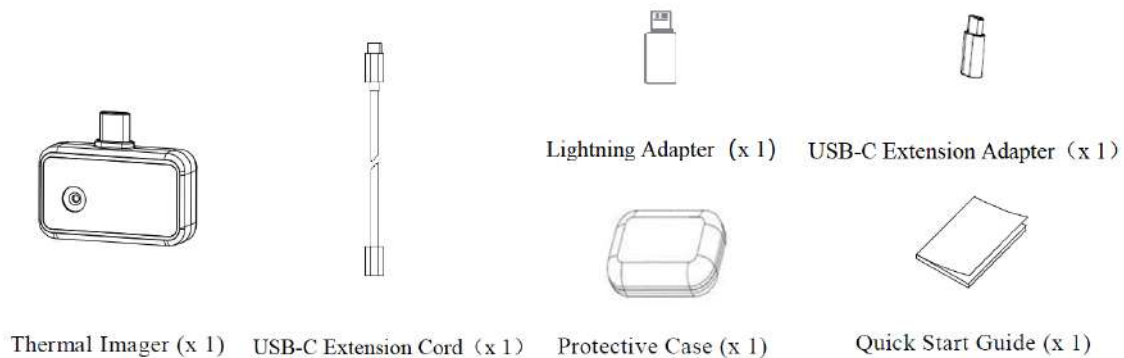 Lightning Adapter (x 1)
USB-C Extension Adapter（x 1）
Thermal Imager (x 1)
USB-C Extension Cord（x 1）
Protective Case (x 1)
Quick Start Guide (x 1)